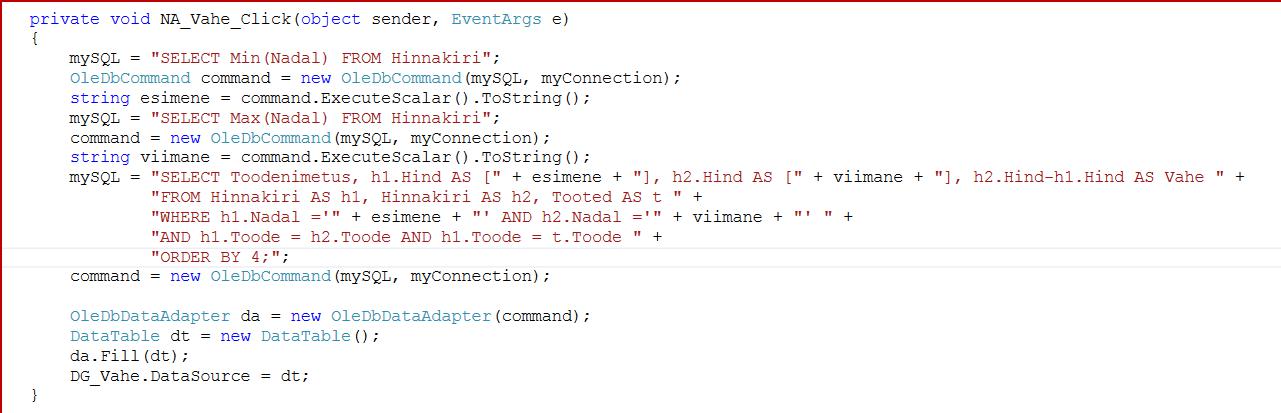 private void NA_Vahe_Click(object sender, EventArgs e)
{
mySQL = "SELECT Min(Nadal) FROM Hinnakiri";
OleDbCommand command = new OleDbCommand(mySQL, myConnection);
string esimene = command.ExecuteScalar().ToString();
mySQL = "SELECT Max(Nadal) FROM Hinnakiri";
command = new OleDbCommand(mySQL, myConnection);
string viimane = command.ExecuteScalar().ToString();
mySQL = "SELECT Toodenimetus, h1.Hind AS [" + esimene + "], h2.Hind AS [" + viimane + "], h2.Hind-h1.Hind AS Vahe " +
"FROM Hinnakiri AS h1, Hinnakiri AS h2, Tooted AS t " +
"WHERE h1.Nadal ='" + esimene + "' AND h2.Nadal ='" + viimane + "' " +
"AND h1.Toode = h2.Toode AND h1.Toode = t.Toode " +
"ORDER BY 4;";
command = new OleDbCommand(mySQL, myConnection);
OleDbDataAdapter da = new OleDbDataAdapter(command);
DataTable dt = new DataTable();
da.Fill(dt);
DG_Vahe.DataSource = dt;
}